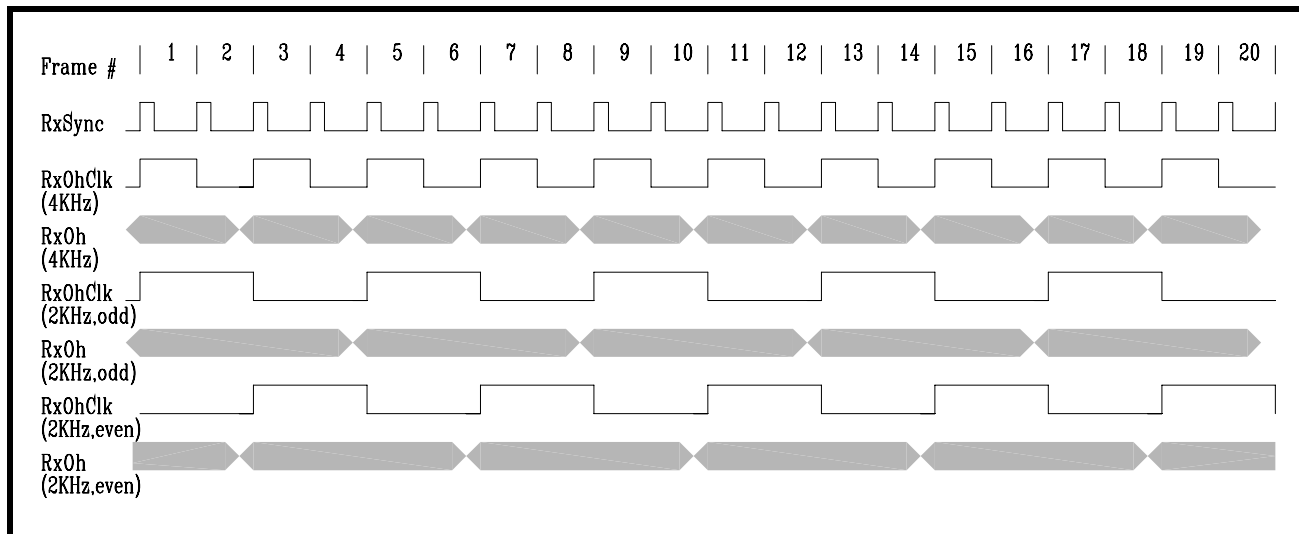 Frame # 1 2 3 4 5 6 7 8 9 10 11 12 13 14 15 16 17 18 19 20
RxSync
RxOhClk
(4KHz)
RxOh
(4KHz)
RxOhClk
(2KHz,odd)
RxOh
(2KHz,odd)
RxOhClk
(2KHz,even)
RxOh
(2KHz,even)